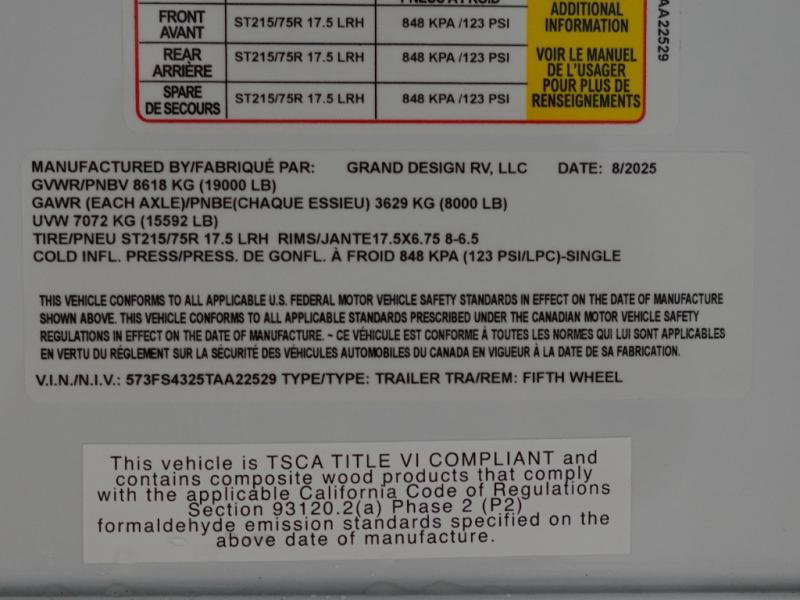 FRONT
AVANT
ST215/75R 17.5 LRH
848 KPA /123 PSI
REAR
ARRIÈRE
ST215/75R 17.5 LRH
848 KPA /123 PSI
SPARE
DE SECOURS
ST215/75R 17.5 LRH
848 KPA /123 PSI
ADDITIONAL
INFORMATION
VOIR LE MANUEL
DE L'USAGER
POUR PLUS DE
RENSEIGNEMENTS
AA22529
MANUFACTURED BY/FABRIQUÉ PAR: GRAND DESIGN RV, LLC DATE: 8/2025
GVWR/PNBV 8618 KG (19000 LB)
GAWR (EACH AXLE)/PNBE(CHAQUE ESSIEU) 3629 KG (8000 LB)
UVW 7072 KG (15592 LB)
TIRE/PNEU ST215/75R 17.5 LRH RIMS/JANTE17.5X6.75 8-6.5
COLD INFL. PRESS/PRESS. DE GONFL. À FROID 848 KPA (123 PSI/LPC)-SINGLE
THIS VEHICLE CONFORMS TO ALL APPLICABLE U.S. FEDERAL MOTOR VEHICLE SAFETY STANDARDS IN EFFECT ON THE DATE OF MANUFACTURE
SHOWN ABOVE. THIS VEHICLE CONFORMS TO ALL APPLICABLE STANDARDS PRESCRIBED UNDER THE CANADIAN MOTOR VEHICLE SAFETY
REGULATIONS IN EFFECT ON THE DATE OF MANUFACTURE. ~ CE VÉHICULE EST CONFORME À TOUTES LES NORMES QUI LUI SONT APPLICABLES
EN VERTU DU RÉGLEMENT SUR LA SÉCURITÉ DES VÉHICULES AUTOMOBILES DU CANADA EN VIGUEUR À LA DATE DE SA FABRICATION.
V.I.N./N.I.V.: 573FS4325TAA22529 TYPE/TYPE: TRAILER TRA/REM: FIFTH WHEEL
This vehicle is TSCA TITLE VI COMPLIANT and
contains composite wood products that comply
with the applicable California Code of Regulations
Section 93120.2(a) Phase 2 (P2)
formaldehyde emission standards specified on the
above date of manufacture.